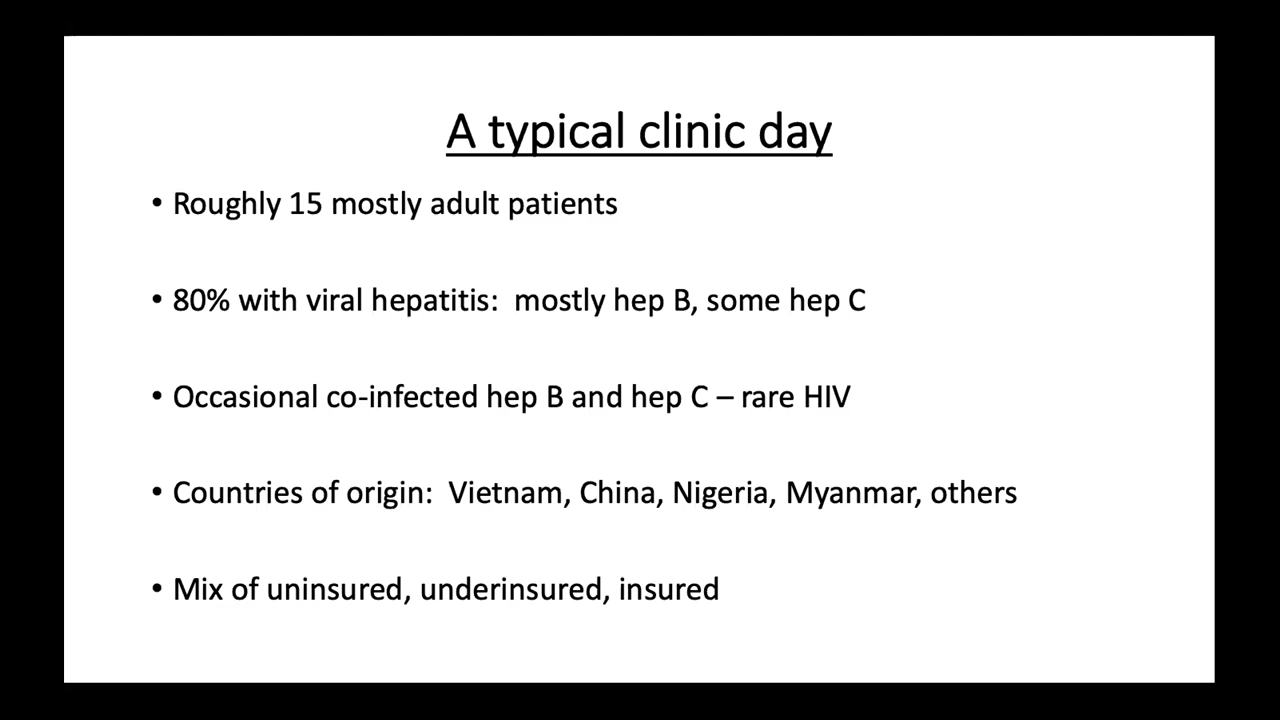 A typical clinic day
• Roughly 15 mostly adult patients
• 80% with viral hepatitis:  mostly hep B, some hep C
• Occasional co-infected hep B and hep C – rare HIV
• Countries of origin:  Vietnam, China, Nigeria, Myanmar, others
• Mix of uninsured, underinsured, insured